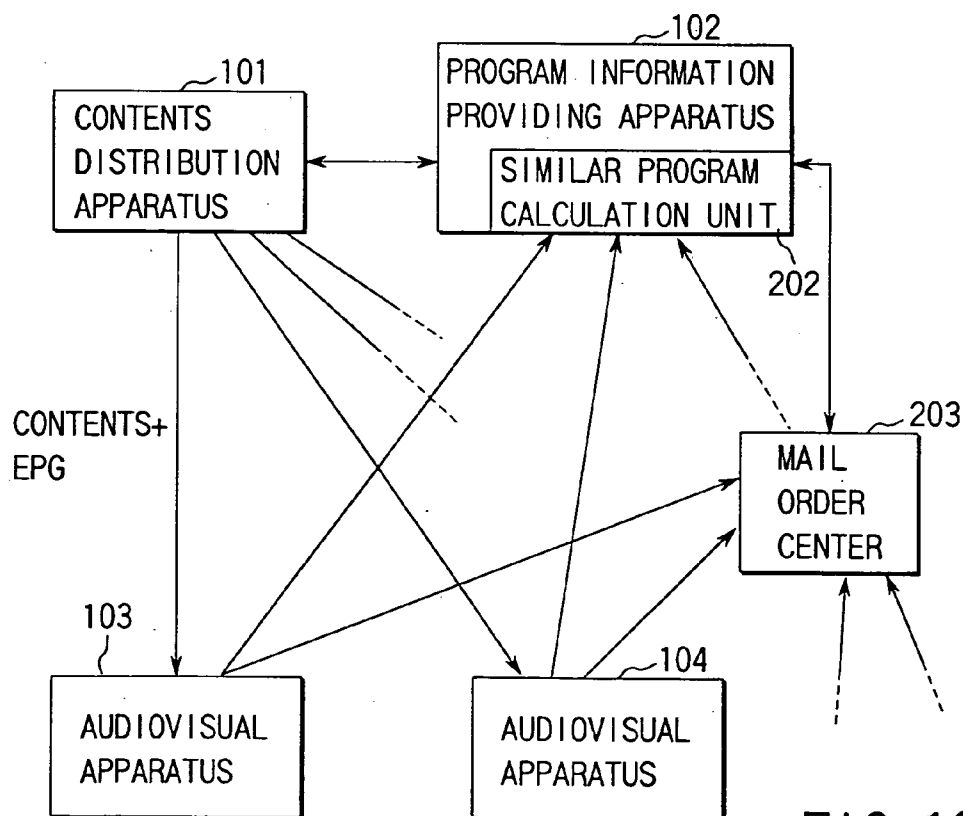 101
CONTENTS
DISTRIBUTION
APPARATUS
102
PROGRAM INFORMATION
PROVIDING APPARATUS
SIMILAR PROGRAM
CALCULATION UNIT
202
CONTENTS+
EPG
203
MAIL
ORDER
CENTER
103
AUDIOVISUAL
APPARATUS
104
AUDIOVISUAL
APPARATUS